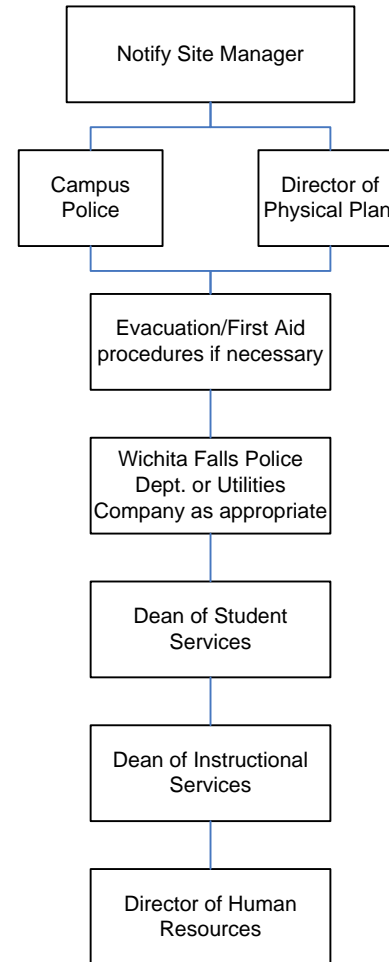 Notify Site Manager
Campus
Police
Director of
Physical Plan
Evacuation/First Aid
procedures if necessary
Wichita Falls Police
Dept. or Utilities
Company as appropriate
Dean of Student
Services
Dean of Instructional
Services
Director of Human
Resources